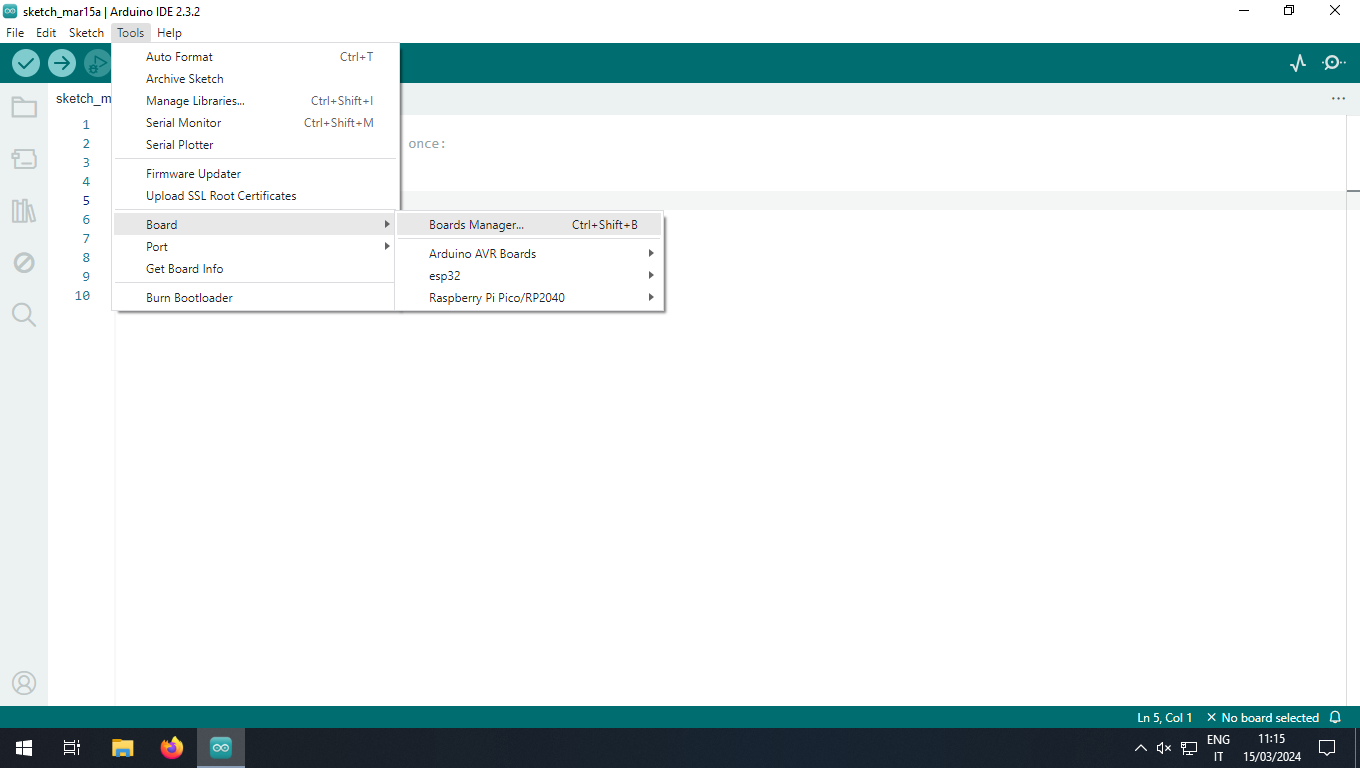 sketch_mar15a | Arduino IDE 2.3.2
File Edit Sketch Tools Help
Auto Format Ctrl+T
Archive Sketch
Manage Libraries... Ctrl+Shift+I
Serial Monitor Ctrl+Shift+M
Serial Plotter
Firmware Updater
Upload SSL Root Certificates
Board
Port
Get Board Info
Burn Bootloader
Boards Manager... Ctrl+Shift+B
Arduino AVR Boards
esp32
Raspberry Pi Pico/RP2040
sketch_m
1
2 once:
3
4
5
6
7
8
9
10
Ln 5, Col 1 × No board selected
ENG
IT
11:15
15/03/2024